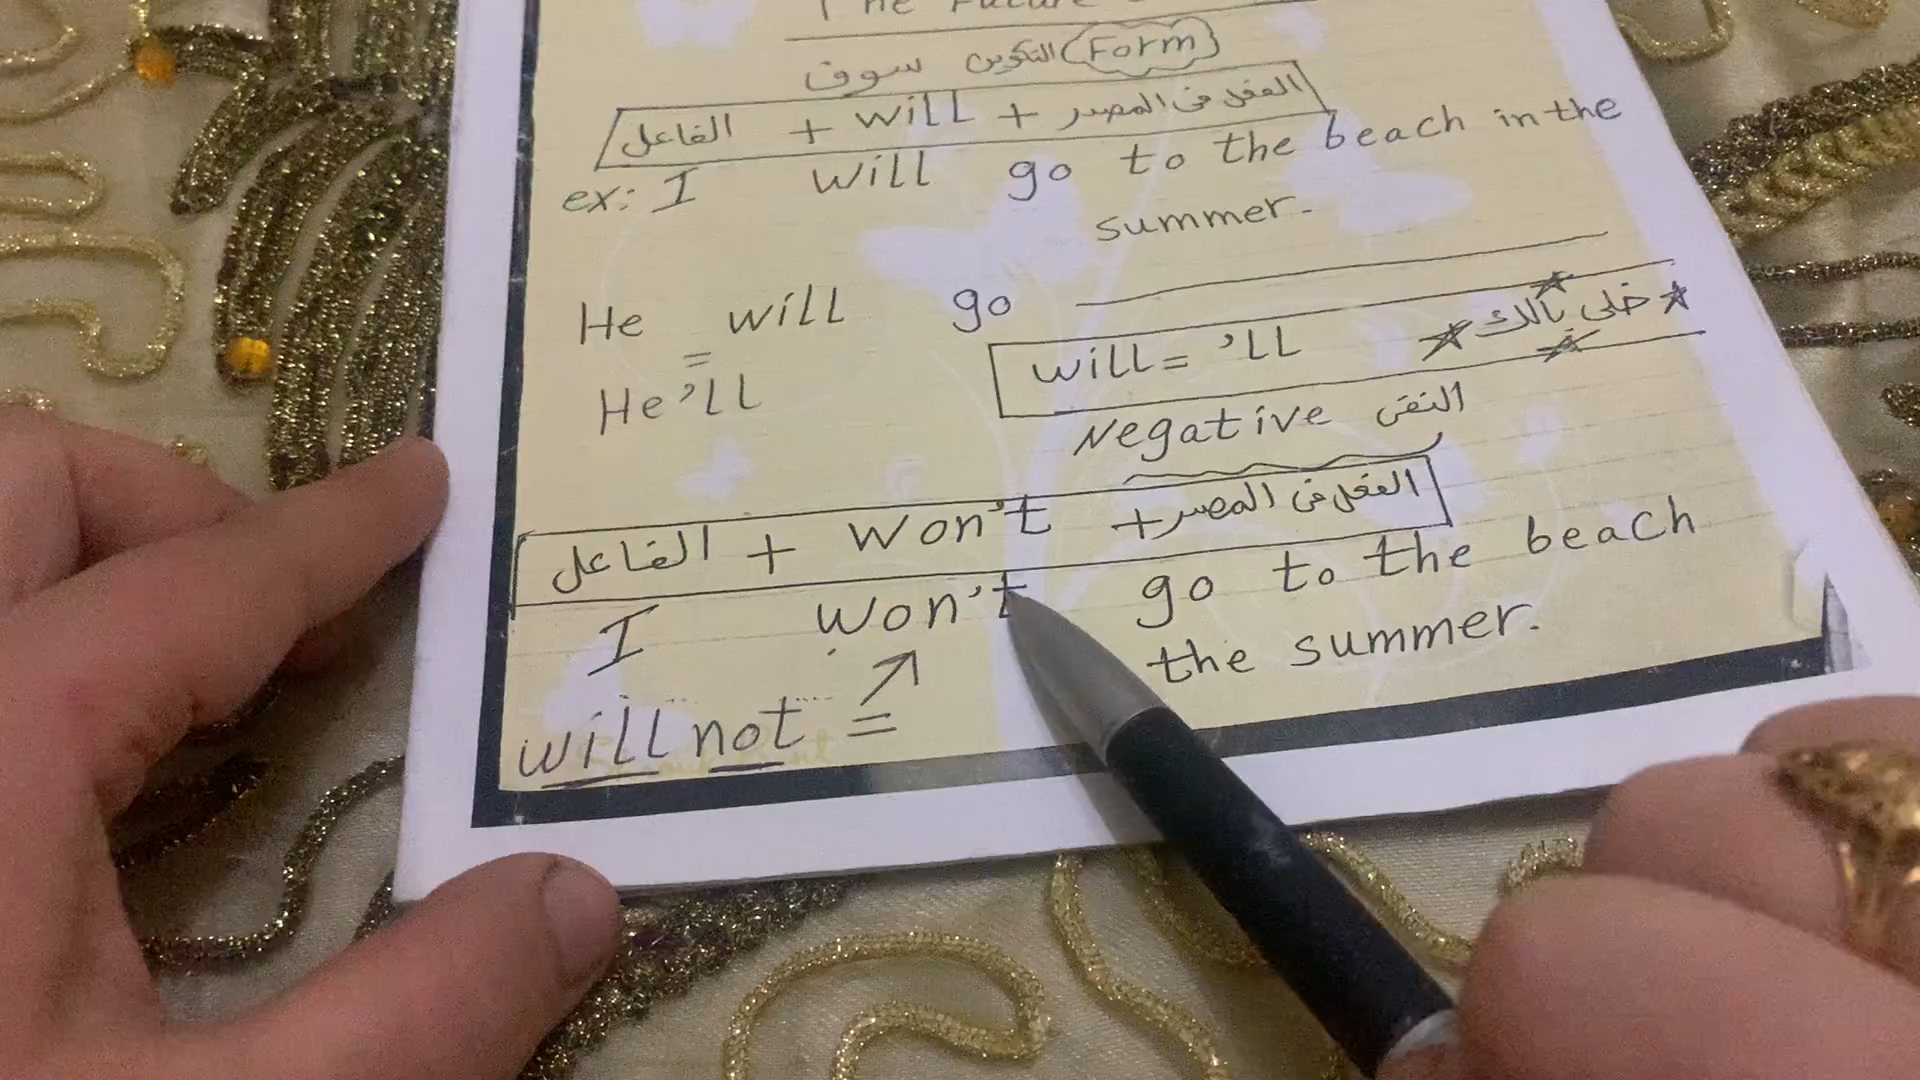 The Future
سوف التكوين (Form)
الفاعل + will + الفعل فى المصدر
ex: I will go to the beach in the
summer.
He will go
=
He'll
will = 'll خلى بالك
Negative النفى
الفاعل + won't + الفعل فى المصدر
I won't go to the beach
the summer.
will not =